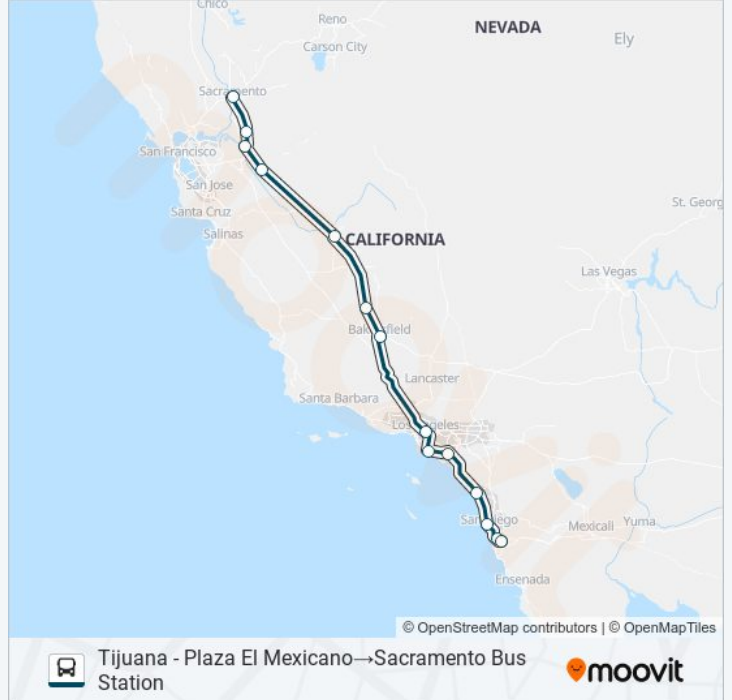 Chico
Reno
NEVADA
Carson City
Ely
Sacramento
San Francisco
San Jose
St. Georg
Santa Cruz
Salinas
CALIFORNIA
Las Vegas
Bakersfield
Lancaster
Santa Barbara
Los Angeles
San Diego
Mexicali
Yuma
Ensenada
© OpenStreetMap contributors | © OpenMapTiles
Tijuana - Plaza El Mexicano→Sacramento Bus
Station
moovit